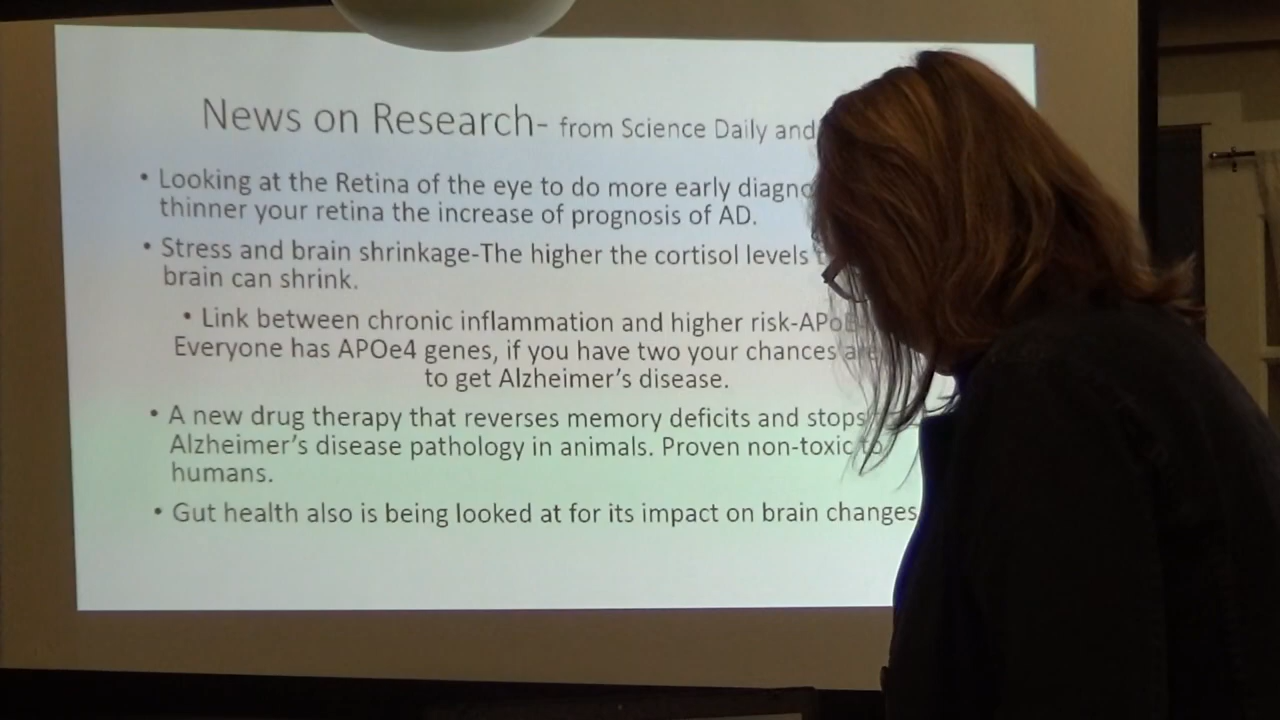 News on Research- from Science Daily and
• Looking at the Retina of the eye to do more early
thinner your retina the increase of prognosis of AD.
• Stress and brain shrinkage-The higher the cortisol levels
brain can shrink.
• Link between chronic inflammation and higher
Everyone has APOe4 genes, if you have two your chances are
to get Alzheimer's disease.
• A new drug therapy that reverses memory deficits and stops
Alzheimer's disease pathology in animals. Proven non-toxic to
humans.
• Gut health also is being looked at for its impact on brain changes